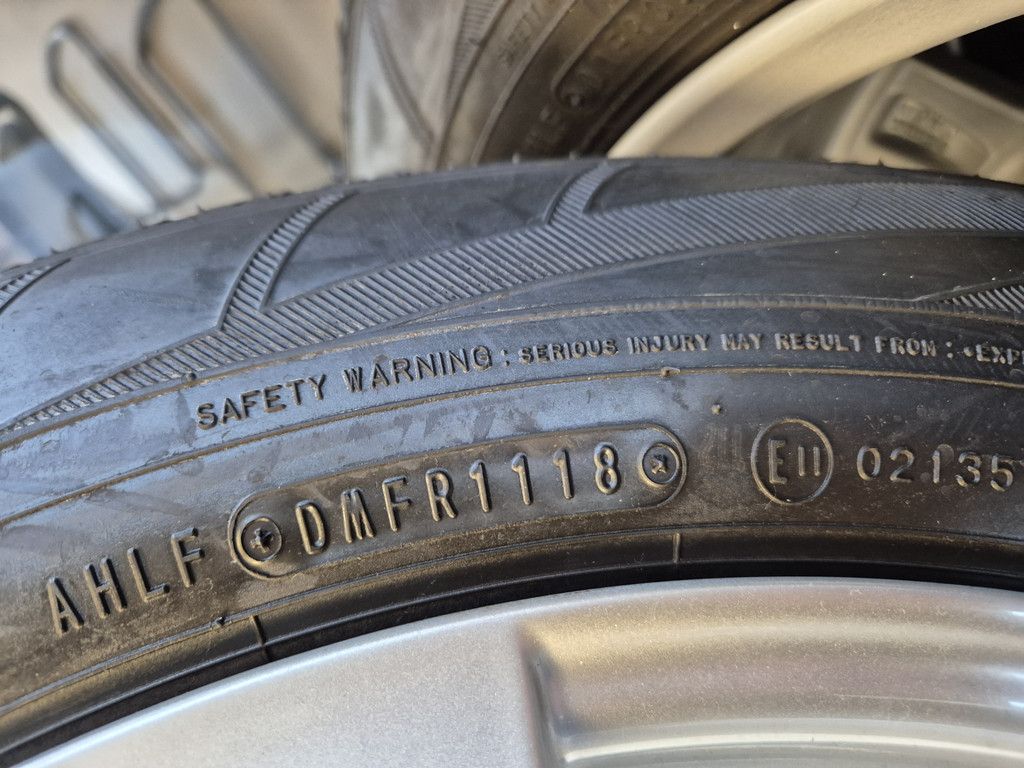 SAFETY WARNING: SERIOUS INJURY MAY RESULT FROM:
AHLF DMFR1118 E11 02135